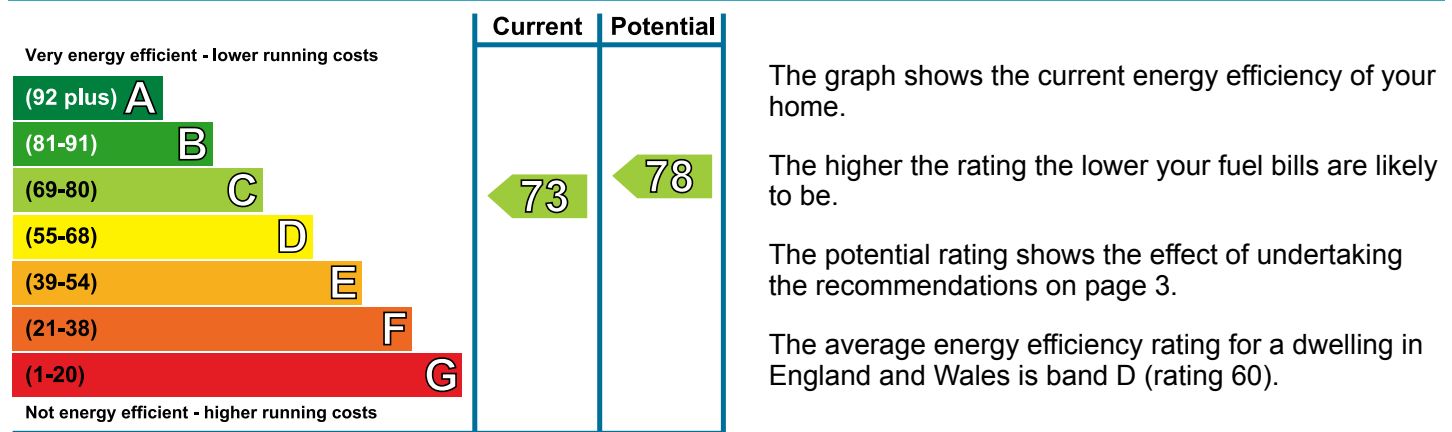 Current Potential
Very energy efficient - lower running costs
(92 plus) A
(81-91) B
(69-80) C
(55-68) D
(39-54) E
(21-38) F
(1-20) G
Not energy efficient - higher running costs
73
78
The graph shows the current energy efficiency of your
home.
The higher the rating the lower your fuel bills are likely
to be.
The potential rating shows the effect of undertaking
the recommendations on page 3.
The average energy efficiency rating for a dwelling in
England and Wales is band D (rating 60).